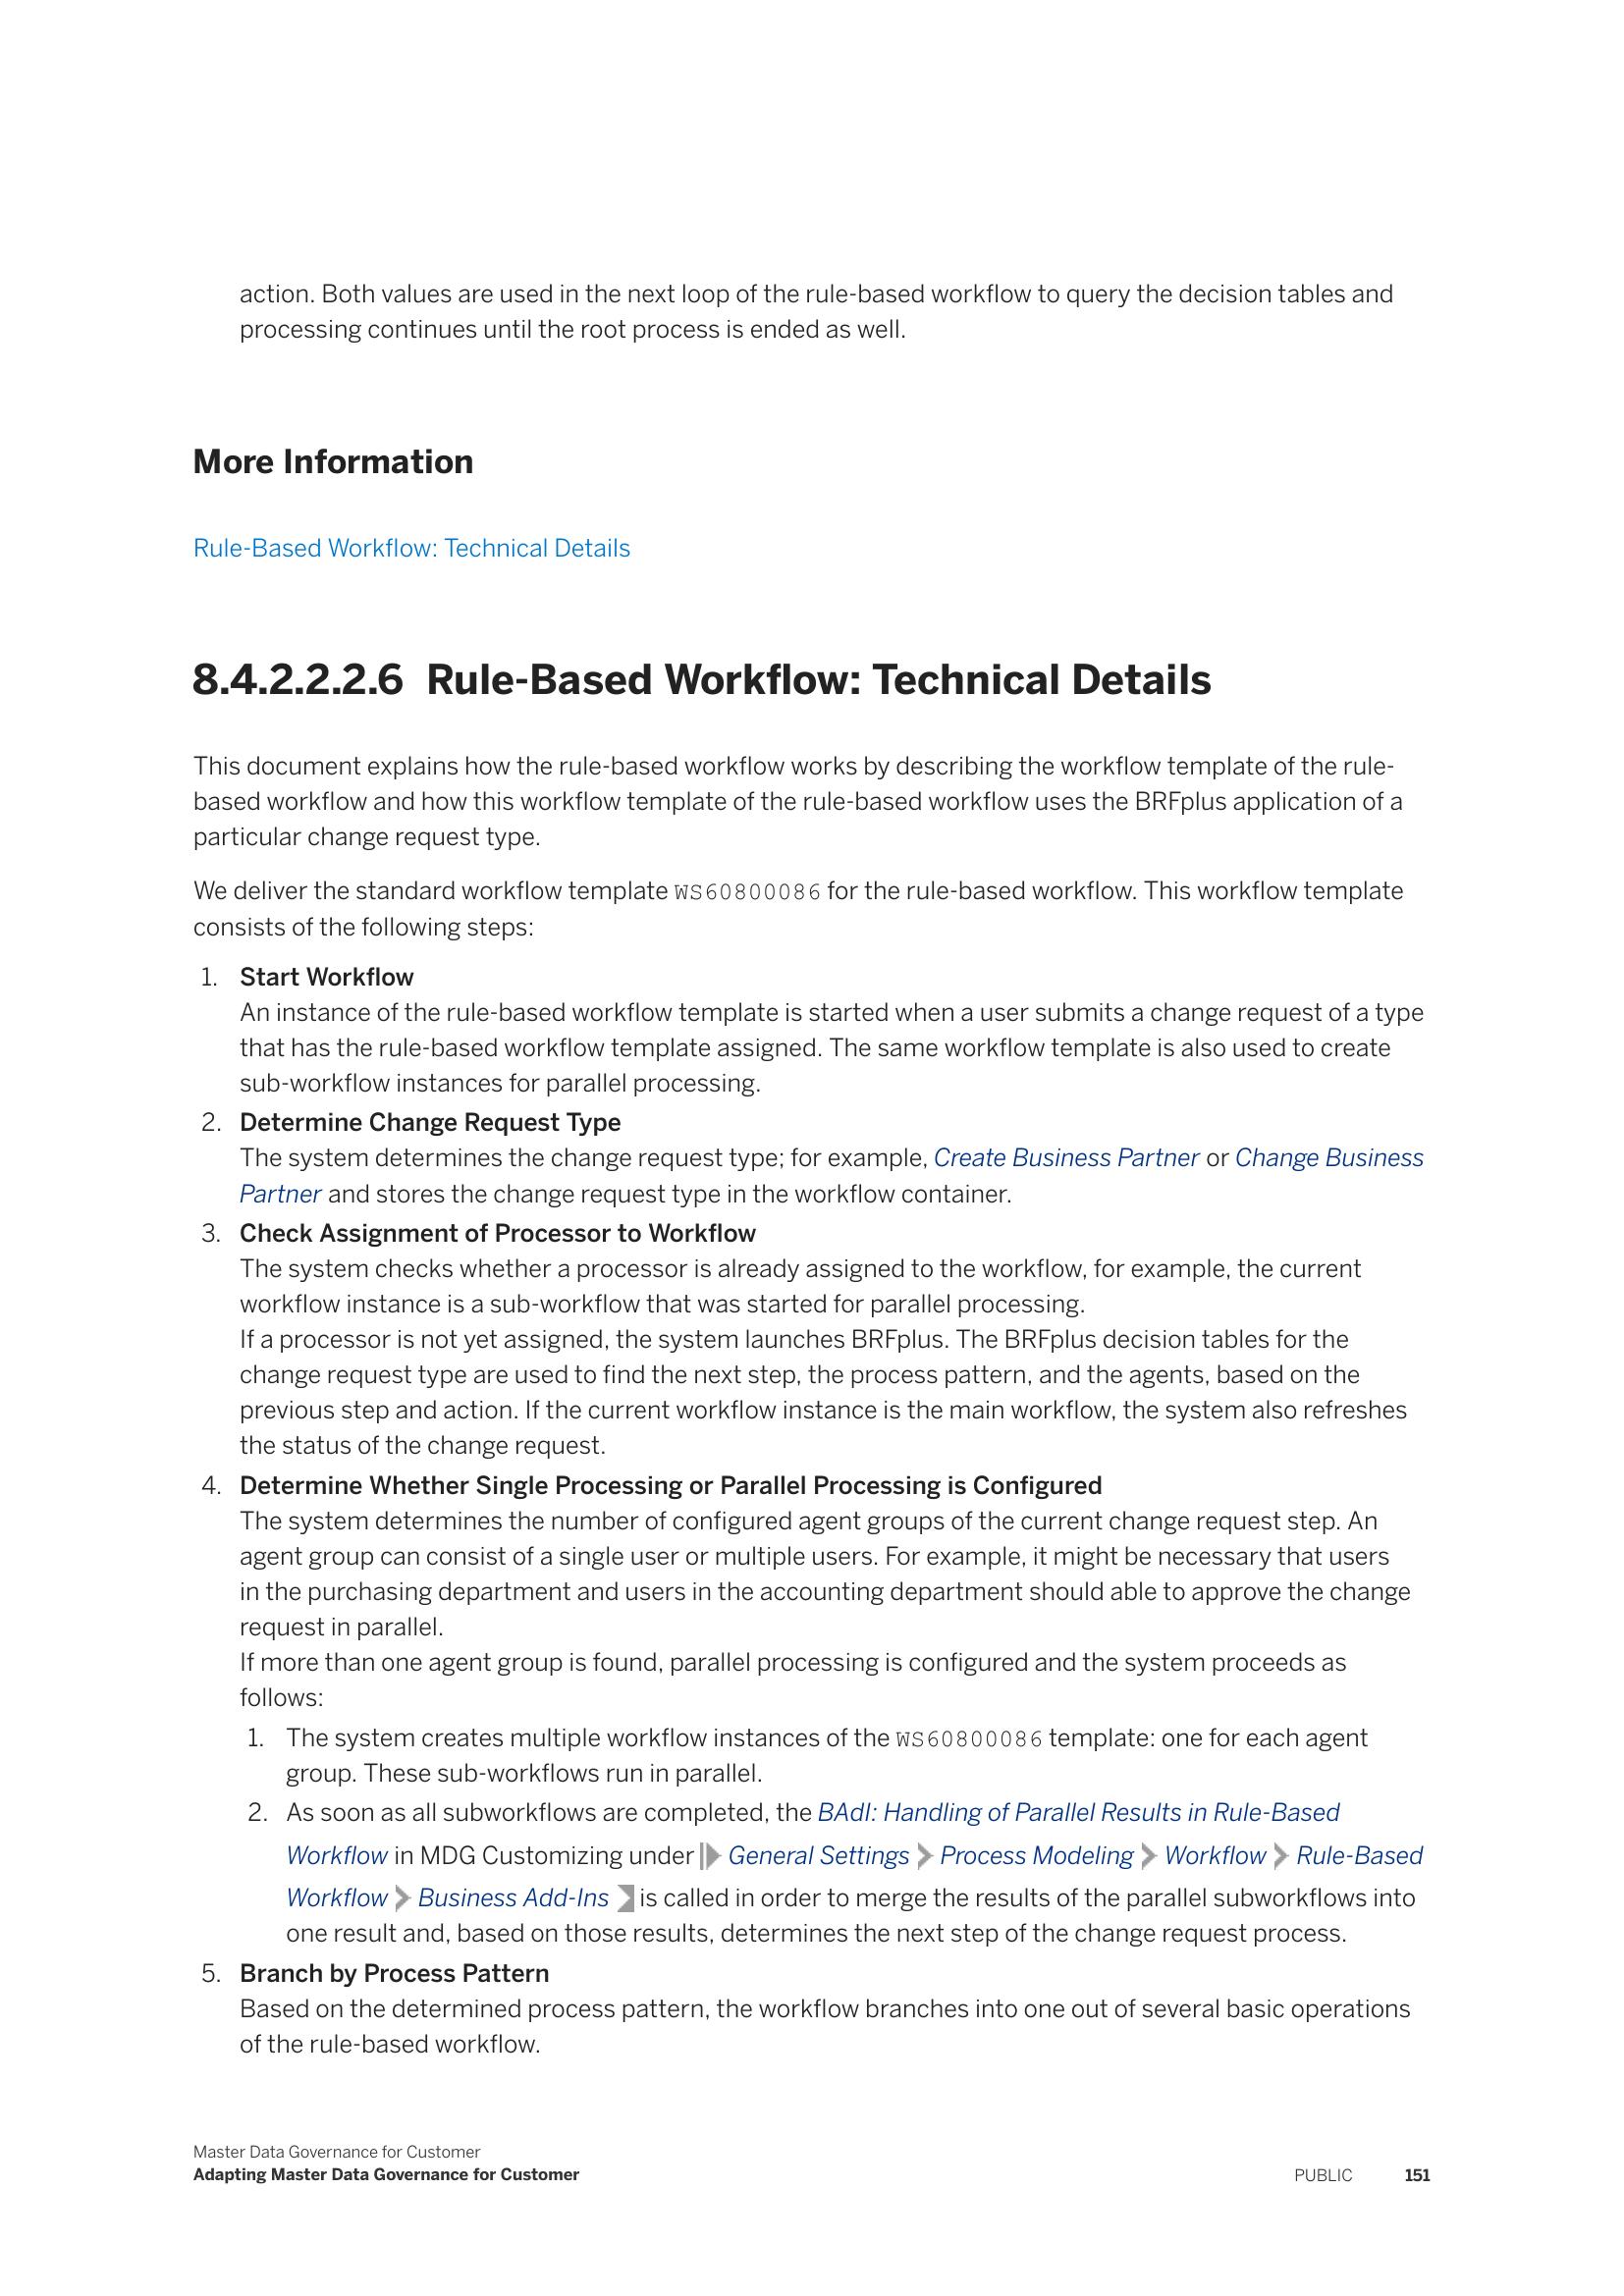 action. Both values are used in the next loop of the rule-based workflow to query the decision tables and
processing continues until the root process is ended as well.
More Information
Rule-Based Workflow: Technical Details
8.4.2.2.2.6 Rule-Based Workflow: Technical Details
This document explains how the rule-based workflow works by describing the workflow template of the rule-
based workflow and how this workflow template of the rule-based workflow uses the BRFplus application of a
particular change request type.
We deliver the standard workflow template WS60800086 for the rule-based workflow. This workflow template
consists of the following steps:
1. Start Workflow
An instance of the rule-based workflow template is started when a user submits a change request of a type
that has the rule-based workflow template assigned. The same workflow template is also used to create
sub-workflow instances for parallel processing.
2. Determine Change Request Type
The system determines the change request type; for example, Create Business Partner or Change Business
Partner and stores the change request type in the workflow container.
3. Check Assignment of Processor to Workflow
The system checks whether a processor is already assigned to the workflow, for example, the current
workflow instance is a sub-workflow that was started for parallel processing.
If a processor is not yet assigned, the system launches BRFplus. The BRFplus decision tables for the
change request type are used to find the next step, the process pattern, and the agents, based on the
previous step and action. If the current workflow instance is the main workflow, the system also refreshes
the status of the change request.
4. Determine Whether Single Processing or Parallel Processing is Configured
The system determines the number of configured agent groups of the current change request step. An
agent group can consist of a single user or multiple users. For example, it might be necessary that users
in the purchasing department and users in the accounting department should able to approve the change
request in parallel.
If more than one agent group is found, parallel processing is configured and the system proceeds as
follows:
1. The system creates multiple workflow instances of the WS60800086 template: one for each agent
group. These sub-workflows run in parallel.
2. As soon as all subworkflows are completed, the BAdI: Handling of Parallel Results in Rule-Based
Workflow in MDG Customizing under General Settings Process Modeling Workflow Rule-Based
Workflow Business Add-Ins is called in order to merge the results of the parallel subworkflows into
one result and, based on those results, determines the next step of the change request process.
5. Branch by Process Pattern
Based on the determined process pattern, the workflow branches into one out of several basic operations
of the rule-based workflow.
Master Data Governance for Customer
Adapting Master Data Governance for Customer
PUBLIC 151